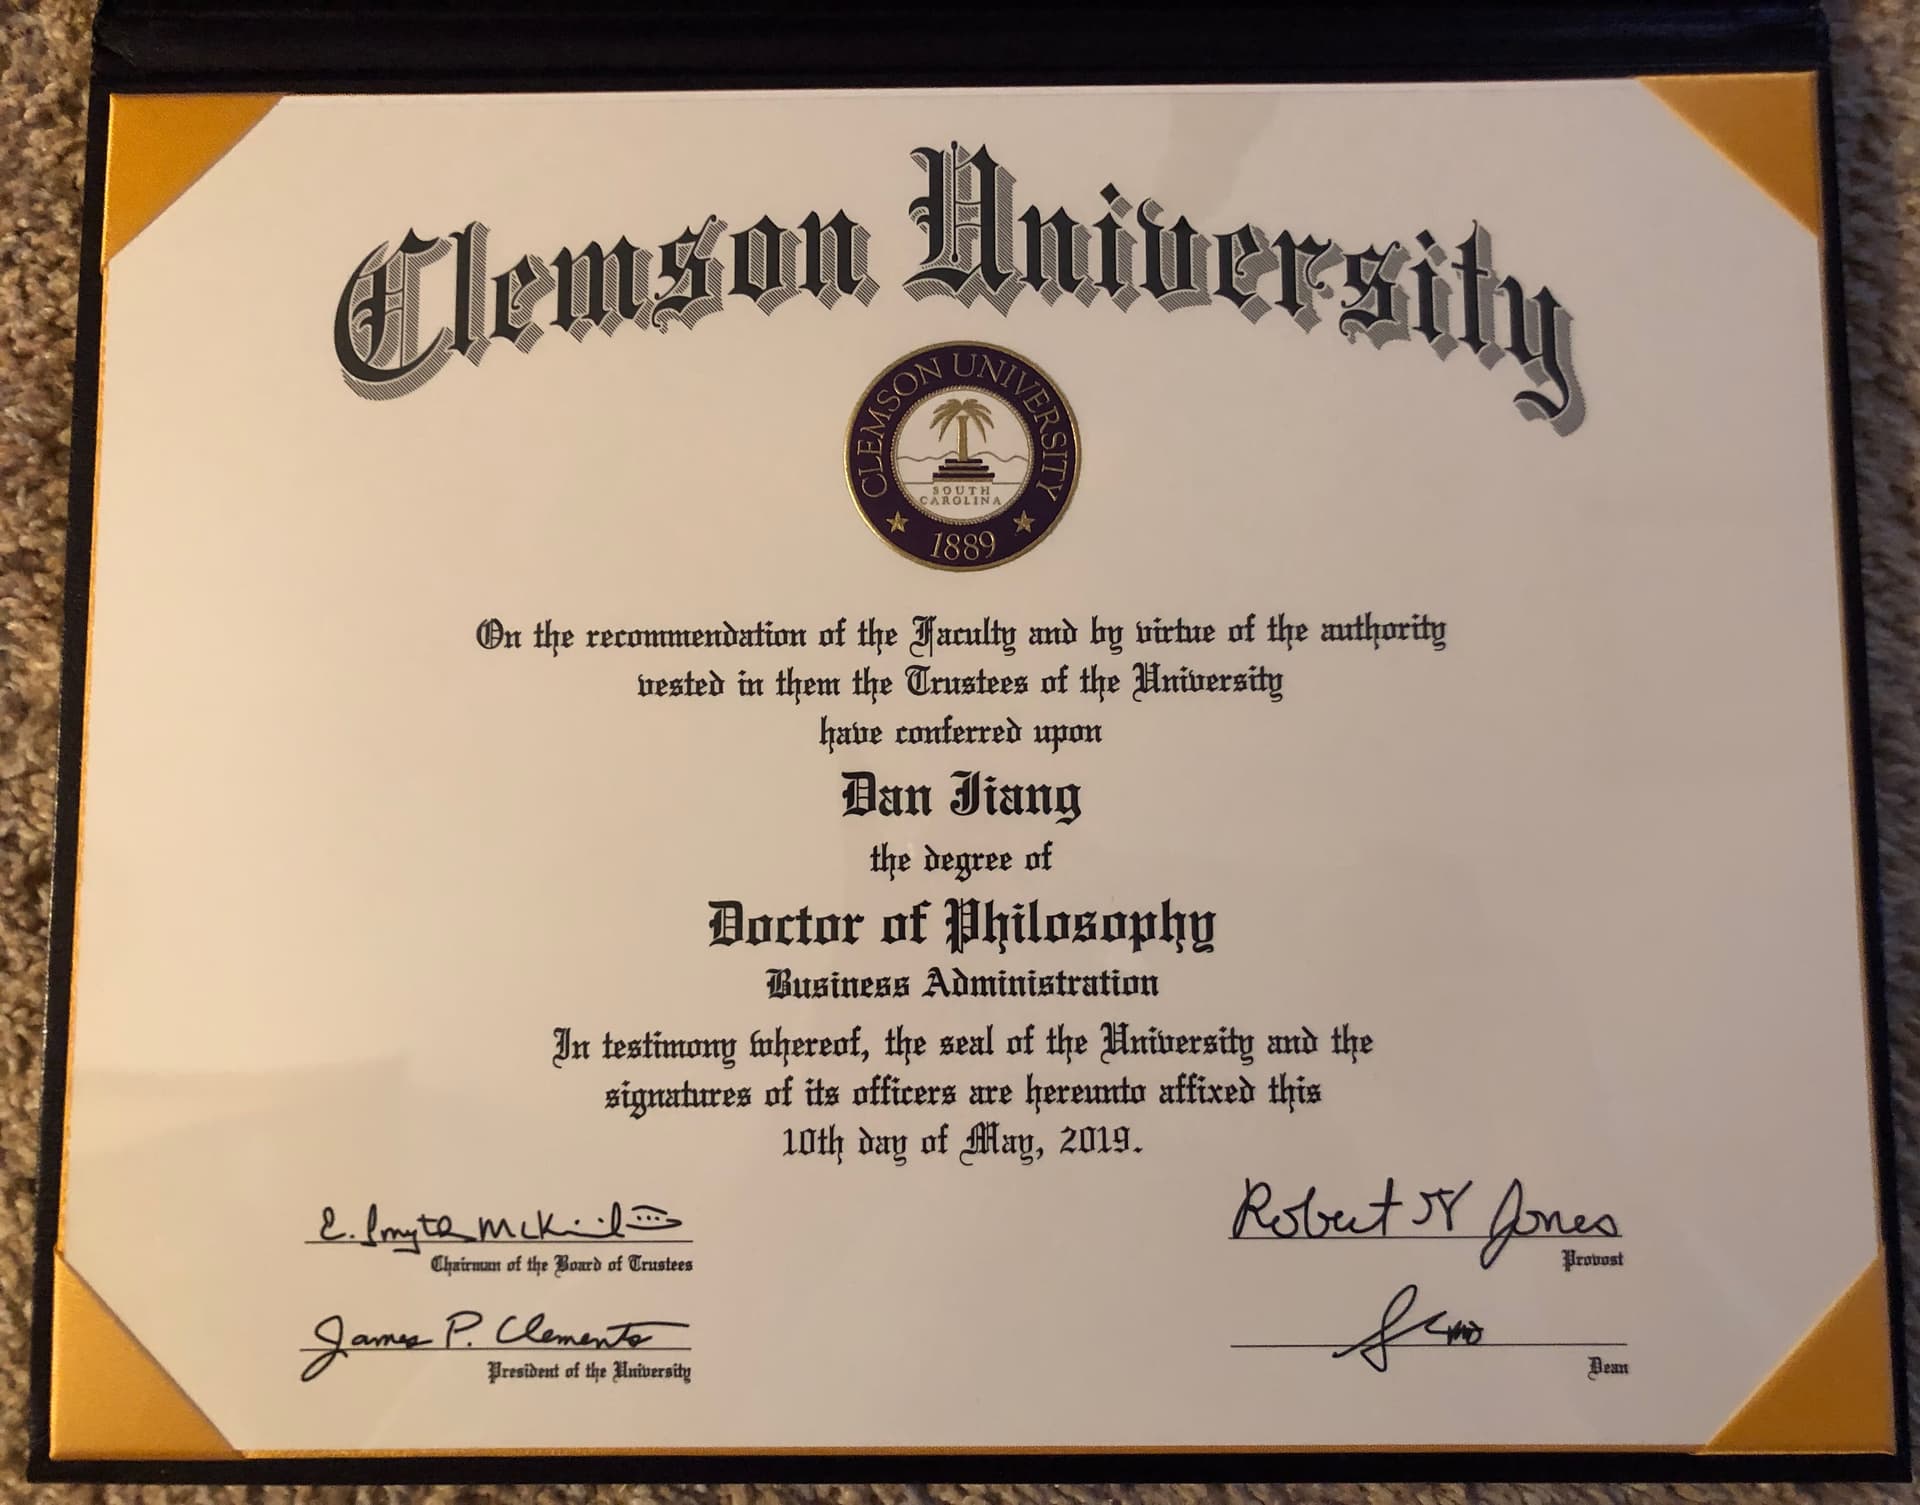 Clemson University
CLEMSON UNIVERSITY
SOUTH
CAROLINA
1889
On the recommendation of the Faculty and by virtue of the authority
vested in them the Trustees of the University
have conferred upon
Dan Jiang
the degree of
Doctor of Philosophy
Business Administration
In testimony whereof, the seal of the University and the
signatures of its officers are hereunto affixed this
10th day of May, 2019.
E. Smyth McK
Chairman of the Board of Trustees
Robert H Jones
Provost
James P. Clements
President of the University
Dean